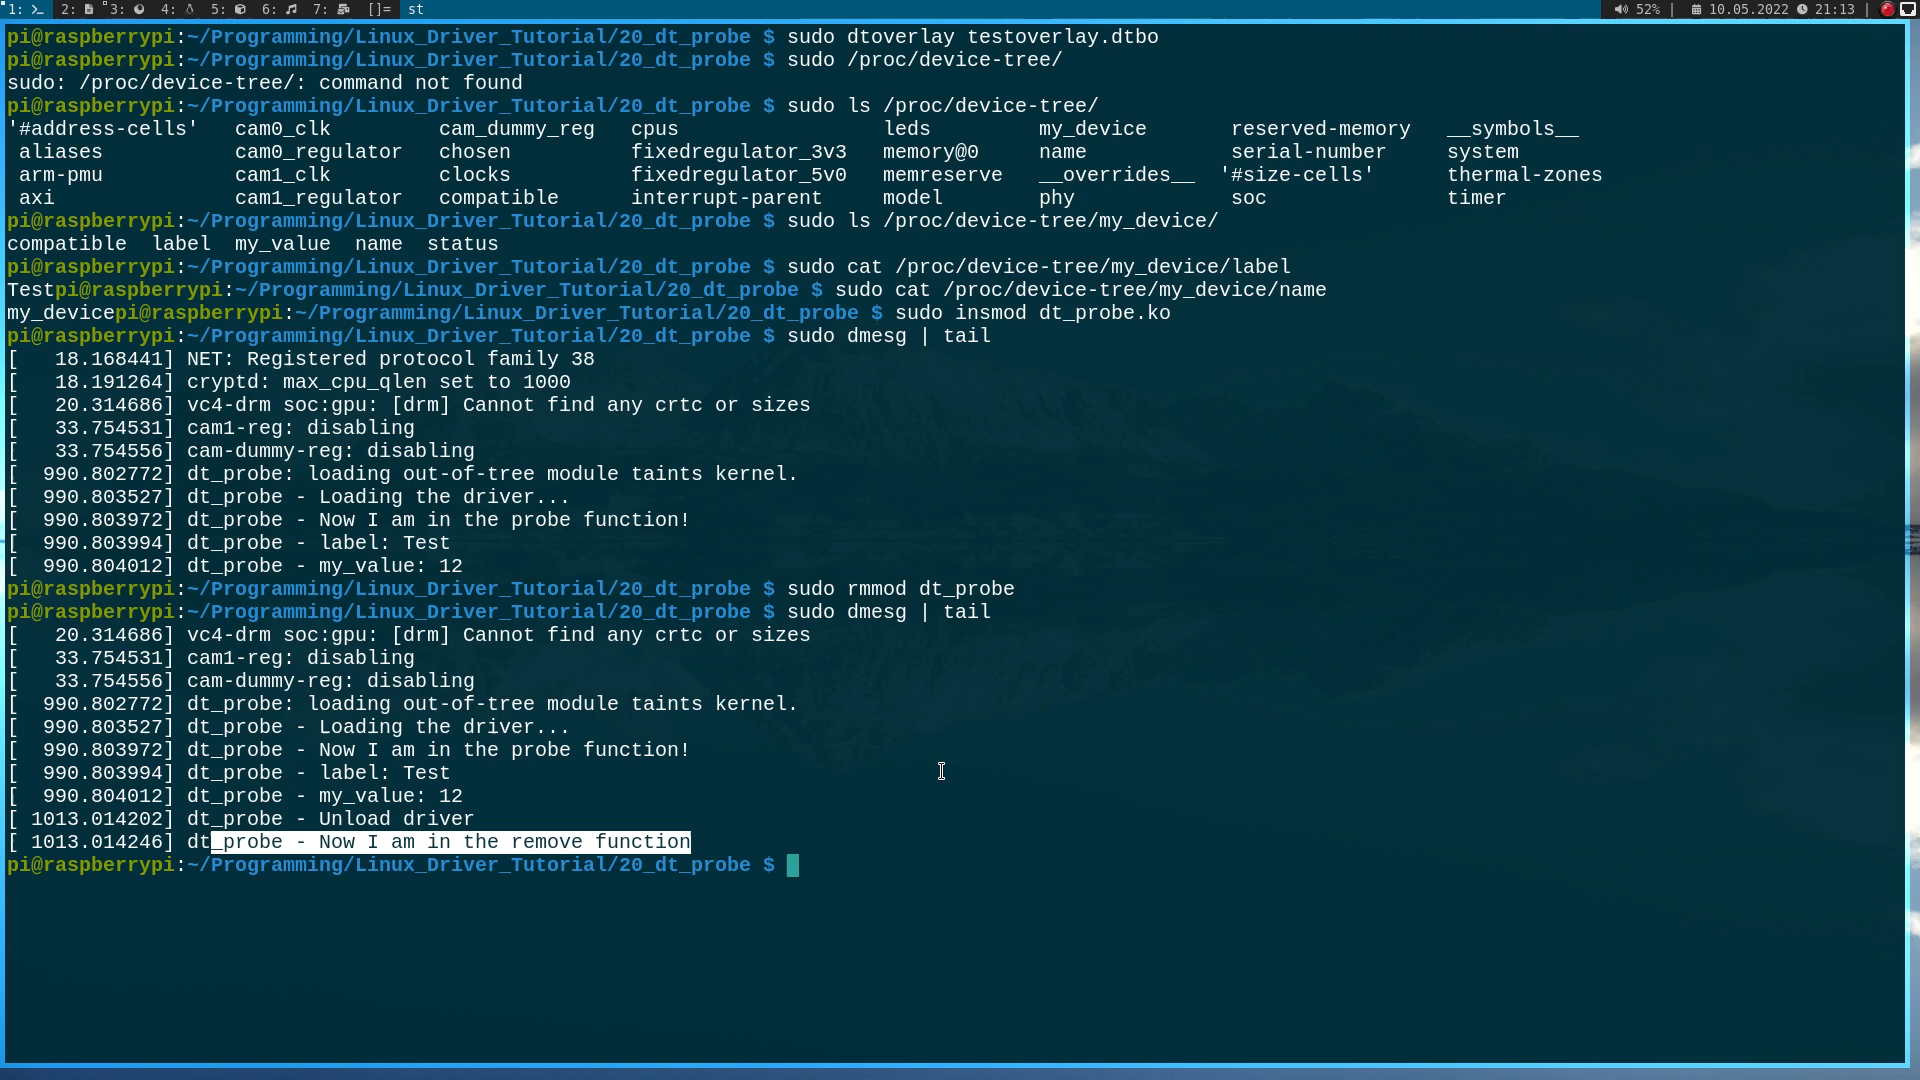 1: 2: 3: 4: 5: 6: 7: []= st 52% | 10.05.2022 21:13 |
pi@raspberrypi:~/Programming/Linux_Driver_Tutorial/20_dt_probe $ sudo dtoverlay testoverlay.dtbo
pi@raspberrypi:~/Programming/Linux_Driver_Tutorial/20_dt_probe $ sudo /proc/device-tree/
sudo: /proc/device-tree/: command not found
pi@raspberrypi:~/Programming/Linux_Driver_Tutorial/20_dt_probe $ sudo ls /proc/device-tree/
'#address-cells'   cam0_clk         cam_dummy_reg   cpus                 leds         my_device       reserved-memory   __symbols__
 aliases           cam0_regulator   chosen          fixedregulator_3v3   memory@0     name            serial-number     system
 arm-pmu           cam1_clk         clocks          fixedregulator_5v0   memreserve   __overrides__  '#size-cells'      thermal-zones
 axi               cam1_regulator   compatible      interrupt-parent     model        phy             soc               timer
pi@raspberrypi:~/Programming/Linux_Driver_Tutorial/20_dt_probe $ sudo ls /proc/device-tree/my_device/
compatible  label  my_value  name  status
pi@raspberrypi:~/Programming/Linux_Driver_Tutorial/20_dt_probe $ sudo cat /proc/device-tree/my_device/label
Testpi@raspberrypi:~/Programming/Linux_Driver_Tutorial/20_dt_probe $ sudo cat /proc/device-tree/my_device/name
my_devicepi@raspberrypi:~/Programming/Linux_Driver_Tutorial/20_dt_probe $ sudo insmod dt_probe.ko
pi@raspberrypi:~/Programming/Linux_Driver_Tutorial/20_dt_probe $ sudo dmesg | tail
[   18.168441] NET: Registered protocol family 38
[   18.191264] cryptd: max_cpu_qlen set to 1000
[   20.314686] vc4-drm soc:gpu: [drm] Cannot find any crtc or sizes
[   33.754531] cam1-reg: disabling
[   33.754556] cam-dummy-reg: disabling
[  990.802772] dt_probe: loading out-of-tree module taints kernel.
[  990.803527] dt_probe - Loading the driver...
[  990.803972] dt_probe - Now I am in the probe function!
[  990.803994] dt_probe - label: Test
[  990.804012] dt_probe - my_value: 12
pi@raspberrypi:~/Programming/Linux_Driver_Tutorial/20_dt_probe $ sudo rmmod dt_probe
pi@raspberrypi:~/Programming/Linux_Driver_Tutorial/20_dt_probe $ sudo dmesg | tail
[   20.314686] vc4-drm soc:gpu: [drm] Cannot find any crtc or sizes
[   33.754531] cam1-reg: disabling
[   33.754556] cam-dummy-reg: disabling
[  990.802772] dt_probe: loading out-of-tree module taints kernel.
[  990.803527] dt_probe - Loading the driver...
[  990.803972] dt_probe - Now I am in the probe function!
[  990.803994] dt_probe - label: Test
[  990.804012] dt_probe - my_value: 12
[ 1013.014202] dt_probe - Unload driver
[ 1013.014246] dt_probe - Now I am in the remove function
pi@raspberrypi:~/Programming/Linux_Driver_Tutorial/20_dt_probe $